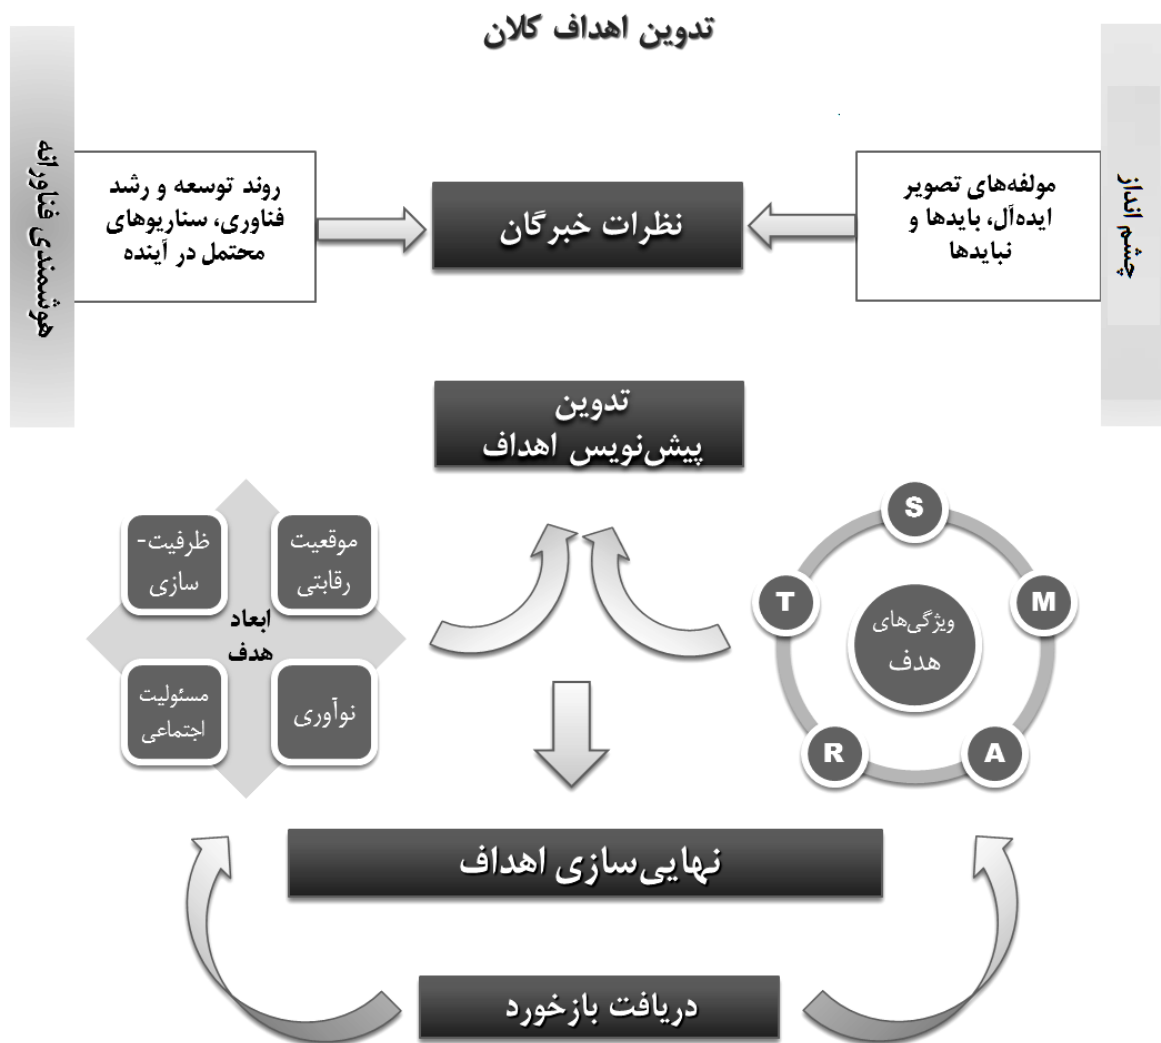 تدوین اهداف کلان
چشم انداز
مولفه‌های تصویر
ایده‌آل، بایدها و
نبایدها
نظرات خبرگان
روند توسعه و رشد
فناوری، سناریوهای
محتمل در آینده
هوشمندی فناورانه
تدوین
پیش‌نویس اهداف
S
M
A
R
T
ویژگی‌های
هدف
موقعیت
رقابتی
ظرفیت-
سازی
ابعاد
هدف
نوآوری
مسئولیت
اجتماعی
نهایی‌سازی اهداف
دریافت بازخورد